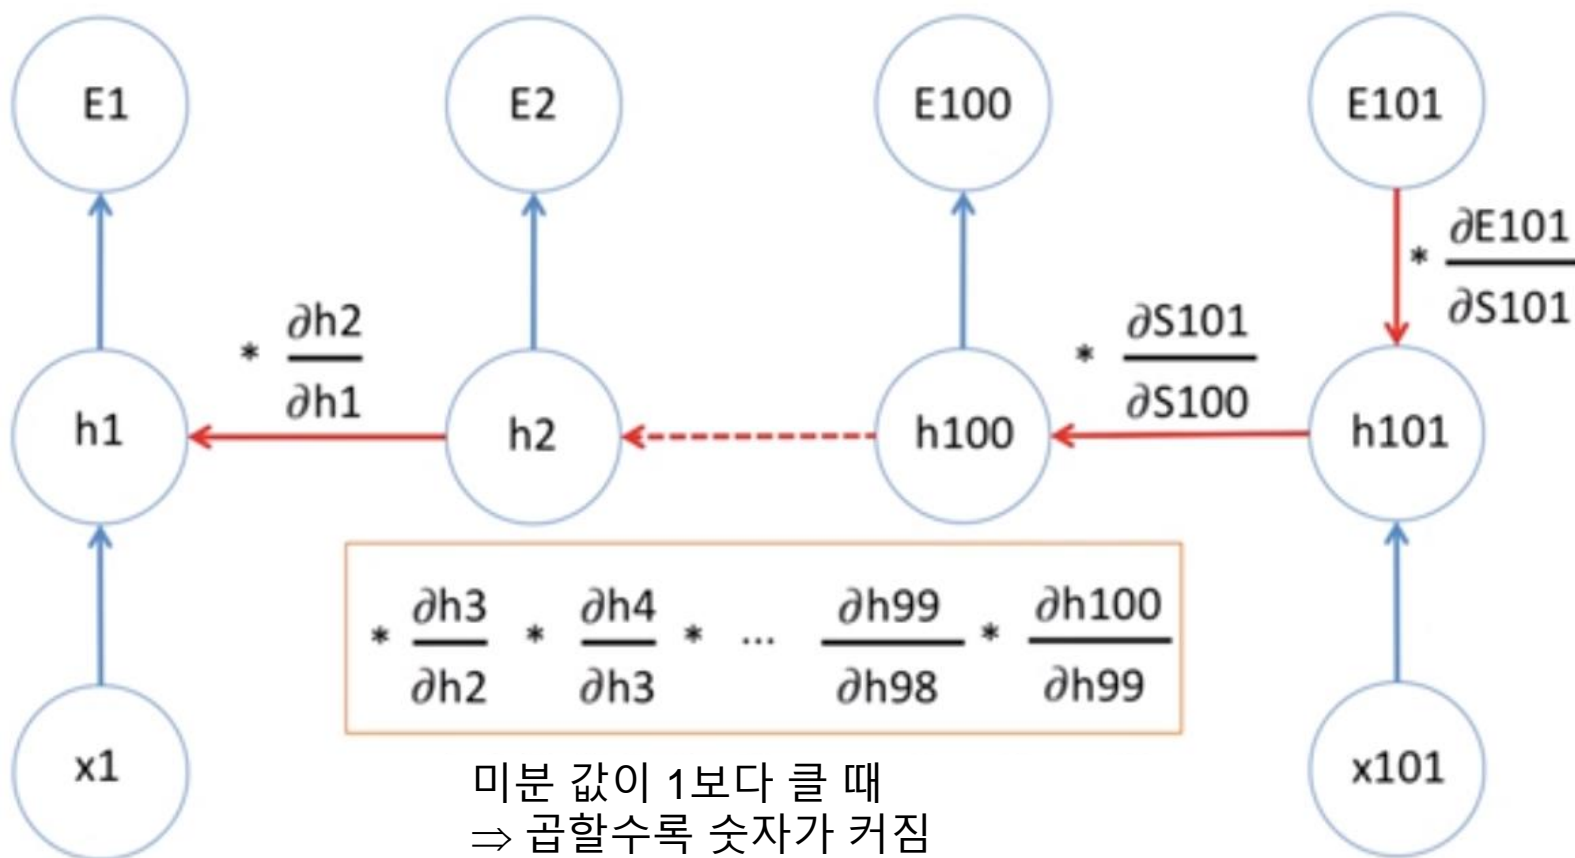 E1
E2
E100
E101
* ∂E101
∂S101
* ∂h2
∂h1
* ∂S101
∂S100
h1
h2
h100
h101
* ∂h3 * ∂h4 * ... ∂h99 * ∂h100
∂h2 ∂h3 ∂h98 ∂h99
x1
x101
미분 값이 1보다 클 때
⇒ 곱할수록 숫자가 커짐